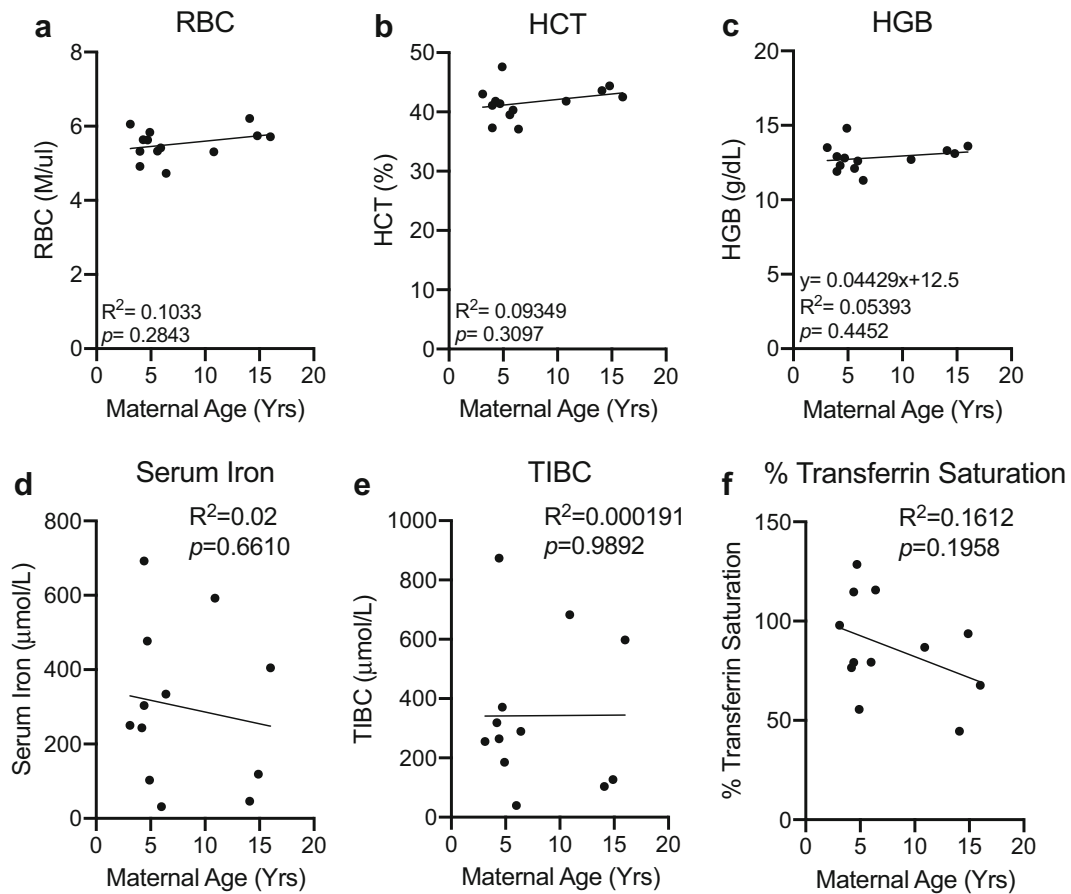 a RBC
RBC (M/ul)
8
6
4
2
0
R2= 0.1033
p= 0.2843
0 5 10 15 20
Maternal Age (Yrs)
b HCT
HCT (%)
50
40
30
20
10
0
R2= 0.09349
p= 0.3097
0 5 10 15 20
Maternal Age (Yrs)
c HGB
HGB (g/dL)
20
15
10
5
0
y= 0.04429x+12.5
R2= 0.05393
p= 0.4452
0 5 10 15 20
Maternal Age (Yrs)
d Serum Iron
Serum Iron (μmol/L)
R2=0.02
p=0.6610
800
600
400
200
0
0 5 10 15 20
Maternal Age (Yrs)
e TIBC
TIBC (μmol/L)
R2=0.000191
p=0.9892
1000
800
600
400
200
0
0 5 10 15 20
Maternal Age (Yrs)
f % Transferrin Saturation
% Transferrin Saturation
R2=0.1612
p=0.1958
150
100
50
0
0 5 10 15 20
Maternal Age (Yrs)